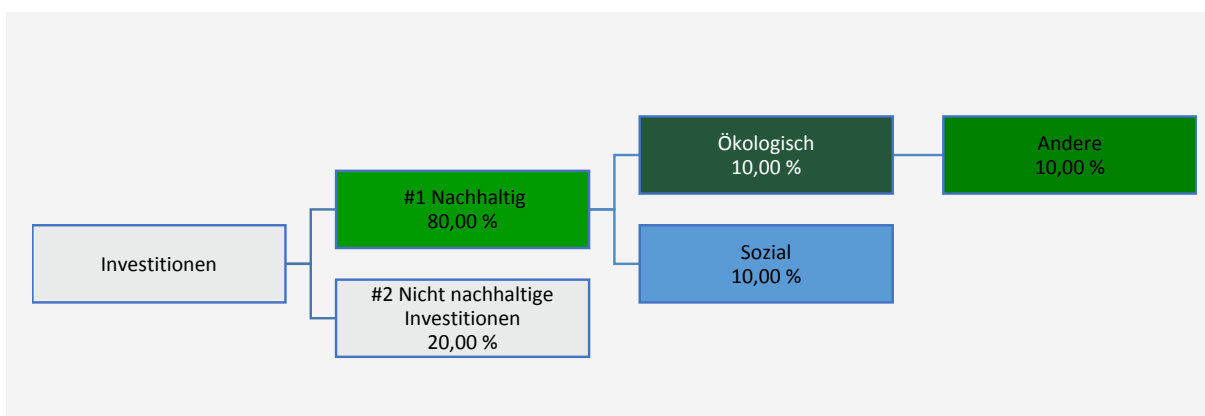 Investitionen
#1 Nachhaltig
80,00 %
#2 Nicht nachhaltige
Investitionen
20,00 %
Ökologisch
10,00 %
Sozial
10,00 %
Andere
10,00 %